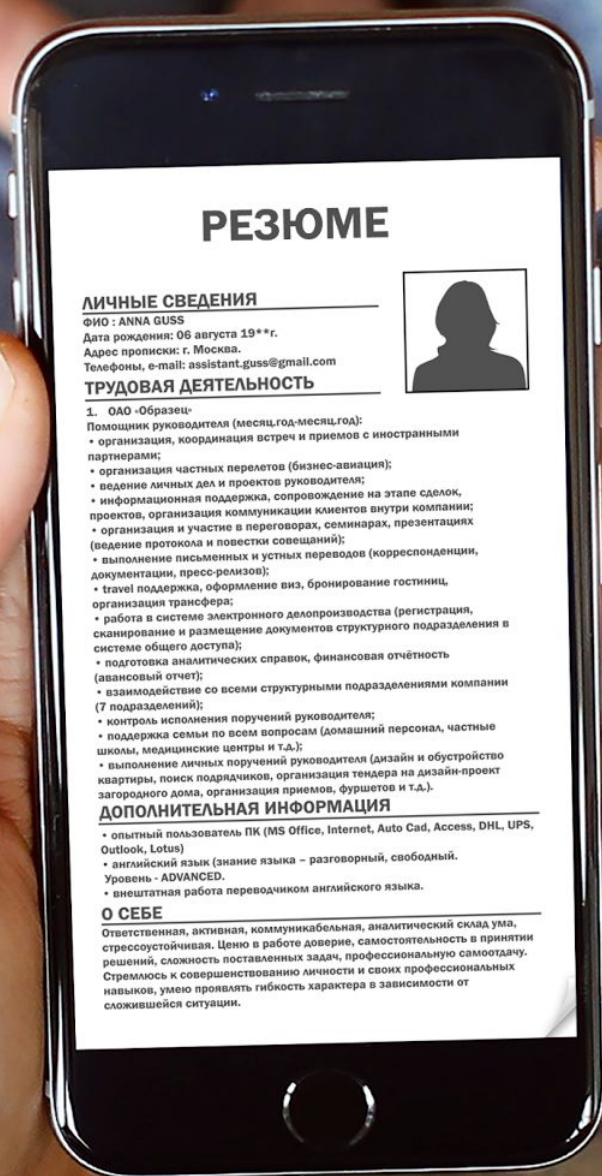 РЕЗЮМЕ
ЛИЧНЫЕ СВЕДЕНИЯ
ФИО : ANNA GUSS
Дата рождения: 06 августа 19**г.
Адрес прописки: г. Москва.
Телефоны, e-mail: assistant.guss@gmail.com
ТРУДОВАЯ ДЕЯТЕЛЬНОСТЬ
1. ОАО «Образец»
Помощник руководителя (месяц.год-месяц.год):
• организация, координация встреч и приемов с иностранными
партнерами;
• организация частных перелетов (бизнес-авиация);
• ведение личных дел и проектов руководителя;
• информационная поддержка, сопровождение на этапе сделок,
проектов, организация коммуникации клиентов внутри компании;
• организация и участие в переговорах, семинарах, презентациях
(ведение протокола и повестки совещаний);
• выполнение письменных и устных переводов (корреспонденции,
документации, пресс-релизов);
• travel поддержка, оформление виз, бронирование гостиниц,
организация трансфера;
• работа в системе электронного делопроизводства (регистрация,
сканирование и размещение документов структурного подразделения в
системе общего доступа);
• подготовка аналитических справок, финансовая отчётность
(авансовый отчет);
• взаимодействие со всеми структурными подразделениями компании
(7 подразделений);
• контроль исполнения поручений руководителя;
• поддержка семьи по всем вопросам (домашний персонал, частные
школы, медицинские центры и т.д.);
• выполнение личных поручений руководителя (дизайн и обустройство
квартиры, поиск подрядчиков, организация тендера на дизайн-проект
загородного дома, организация приемов, фуршетов и т.д.).
ДОПОЛНИТЕЛЬНАЯ ИНФОРМАЦИЯ
• опытный пользователь ПК (MS Office, Internet, Auto Cad, Access, DHL, UPS,
Outlook, Lotus)
• английский язык (знание языка – разговорный, свободный.
Уровень - ADVANCED.
• внештатная работа переводчиком английского языка.
О СЕБЕ
Ответственная, активная, коммуникабельная, аналитический склад ума,
стрессоустойчивая. Ценю в работе доверие, самостоятельность в принятии
решений, сложность поставленных задач, профессиональную самоотдачу.
Стремлюсь к совершенствованию личности и своих профессиональных
навыков, умею проявлять гибкость характера в зависимости от
сложившейся ситуации.